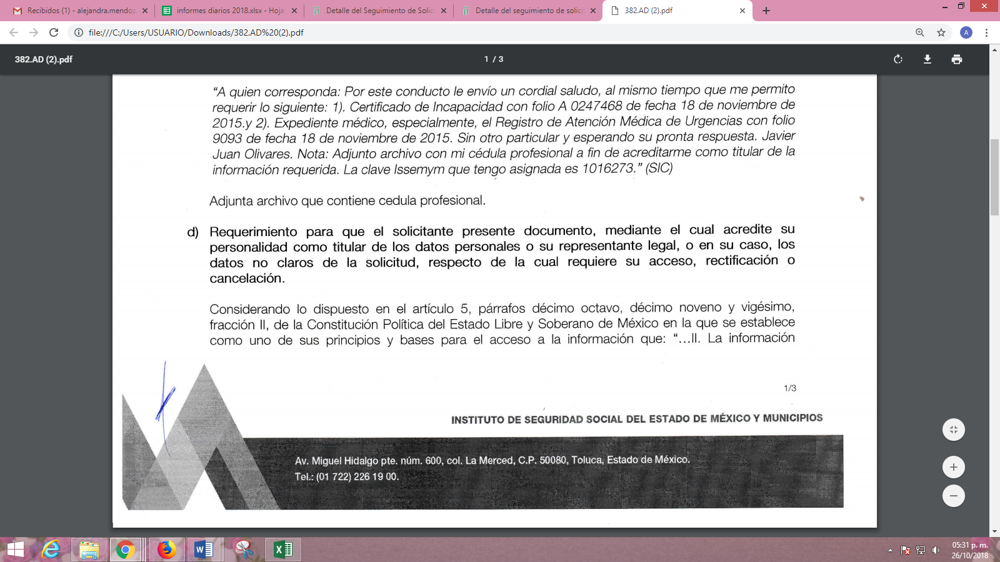 Recibidos (1) - alejandra.mendoz
informes diarios 2018.xlsx - Hoja
Detalle del Seguimiento de Solic
Detalle del seguimiento de solicit
382.AD (2).pdf
file:///C:/Users/USUARIO/Downloads/382.AD%20(2).pdf
A
382.AD (2).pdf
1 / 3
“A quien corresponda: Por este conducto le envío un cordial saludo, al mismo tiempo que me permito
requerir lo siguiente: 1). Certificado de Incapacidad con folio A 0247468 de fecha 18 de noviembre de
2015.y 2). Expediente médico, especialmente, el Registro de Atención Médica de Urgencias con folio
9093 de fecha 18 de noviembre de 2015. Sin otro particular y esperando su pronta respuesta. Javier
Juan Olivares. Nota: Adjunto archivo con mi cédula profesional a fin de acreditarme como titular de la
información requerida. La clave Issemym que tengo asignada es 1016273.” (SIC)
Adjunta archivo que contiene cedula profesional.
d) Requerimiento para que el solicitante presente documento, mediante el cual acredite su
personalidad como titular de los datos personales o su representante legal, o en su caso, los
datos no claros de la solicitud, respecto de la cual requiere su acceso, rectificación o
cancelación.
Considerando lo dispuesto en el artículo 5, párrafos décimo octavo, décimo noveno y vigésimo,
fracción II, de la Constitución Política del Estado Libre y Soberano de México en la que se establece
como uno de sus principios y bases para el acceso a la información que: “…II. La información
1/3
INSTITUTO DE SEGURIDAD SOCIAL DEL ESTADO DE MÉXICO Y MUNICIPIOS
Av. Miguel Hidalgo pte. núm. 600, col. La Merced, C.P. 50080, Toluca, Estado de México.
Tel.: (01 722) 226 19 00.
05:31 p. m.
26/10/2018